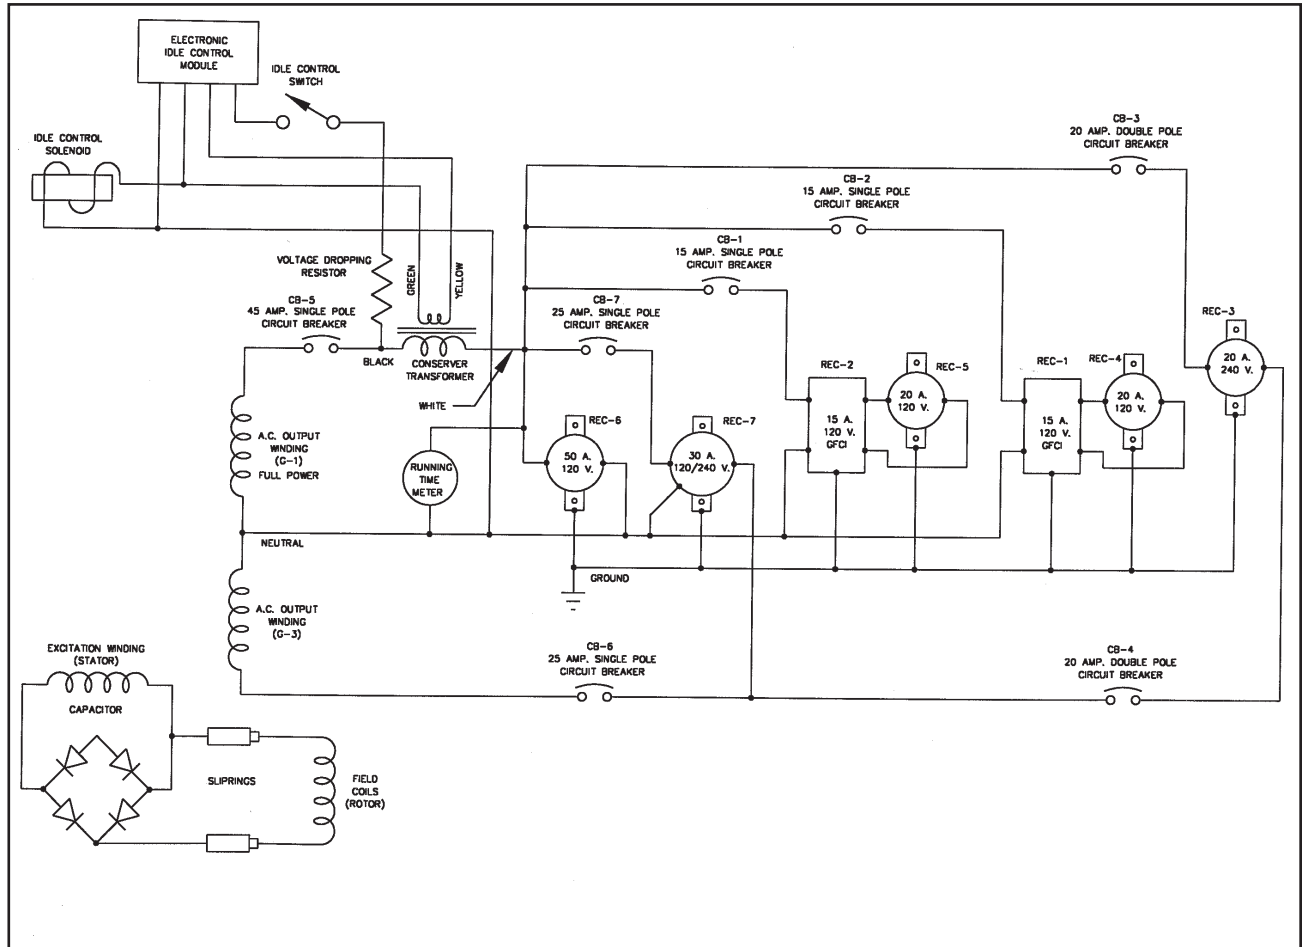 ELECTRONIC
IDLE CONTROL
MODULE
IDLE CONTROL
SWITCH
IDLE CONTROL
SOLENOID
CB-3
20 AMP. DOUBLE POLE
CIRCUIT BREAKER
CB-2
15 AMP. SINGLE POLE
CIRCUIT BREAKER
CB-1
15 AMP. SINGLE POLE
CIRCUIT BREAKER
VOLTAGE DROPPING
RESISTOR
GREEN
YELLOW
CB-5
45 AMP. SINGLE POLE
CIRCUIT BREAKER
CB-7
25 AMP. SINGLE POLE
CIRCUIT BREAKER
BLACK
CONSERVER
TRANSFORMER
WHITE
REC-3
20 A.
240 V.
REC-2
15 A.
120 V.
GFCI
REC-5
20 A.
120 V.
REC-1
15 A.
120 V.
GFCI
REC-4
20 A.
120 V.
REC-6
50 A.
120 V.
REC-7
30 A.
120/240 V.
A.C. OUTPUT
WINDING
(G-1)
FULL POWER
RUNNING
TIME
METER
NEUTRAL
GROUND
A.C. OUTPUT
WINDING
(G-3)
CB-6
25 AMP. SINGLE POLE
CIRCUIT BREAKER
CB-4
20 AMP. DOUBLE POLE
CIRCUIT BREAKER
EXCITATION WINDING
(STATOR)
CAPACITOR
SLIPRINGS
FIELD
COILS
(ROTOR)